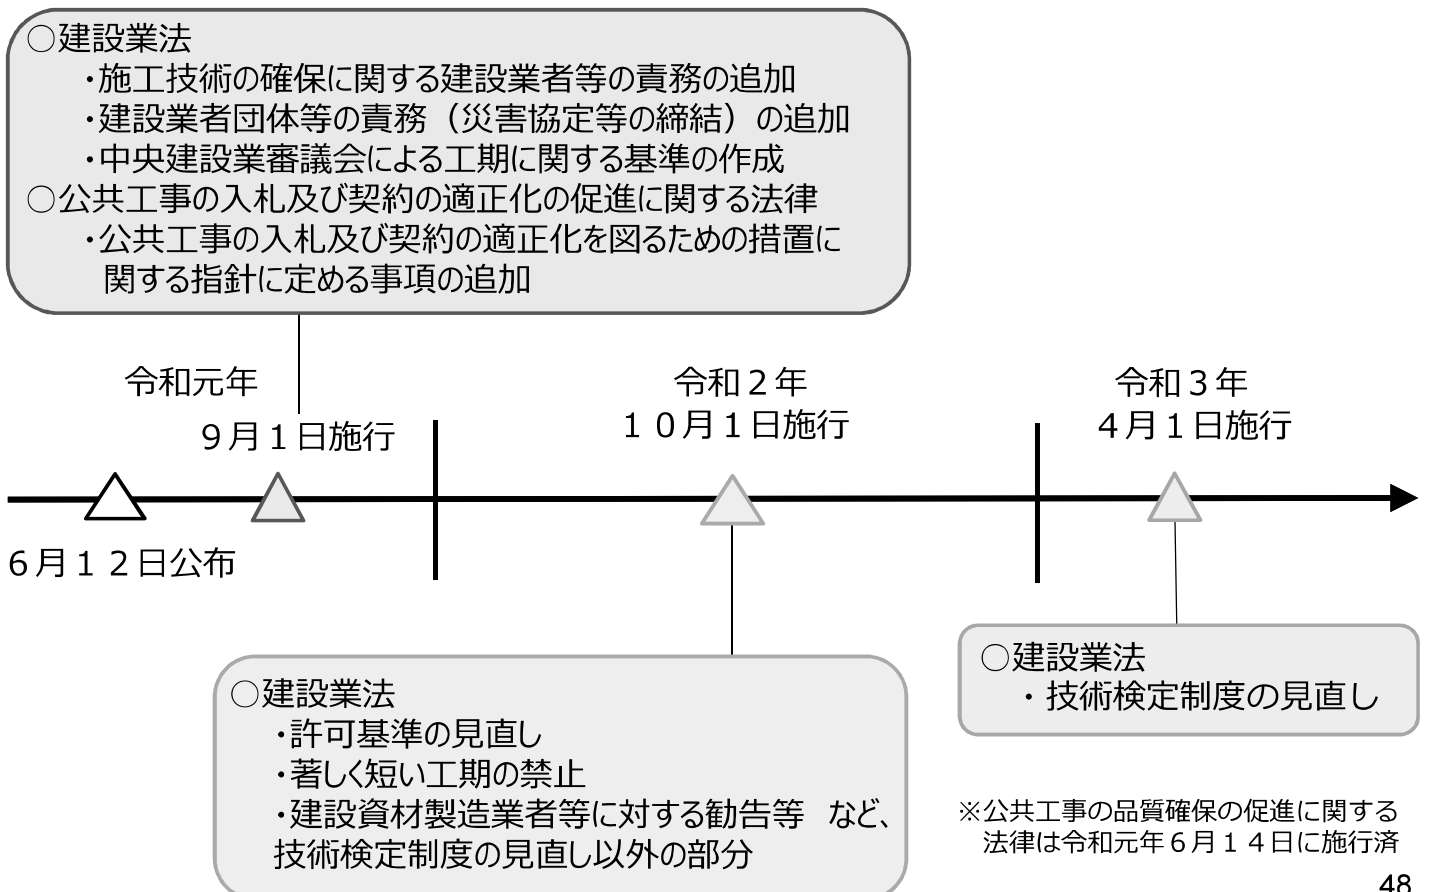 ○建設業法
・施工技術の確保に関する建設業者等の責務の追加
・建設業者団体等の責務（災害協定等の締結）の追加
・中央建設業審議会による工期に関する基準の作成
○公共工事の入札及び契約の適正化の促進に関する法律
・公共工事の入札及び契約の適正化を図るための措置に
関する指針に定める事項の追加
令和元年
９月１日施行
令和２年
１０月１日施行
令和３年
４月１日施行
６月１２日公布
○建設業法
・許可基準の見直し
・著しく短い工期の禁止
・建設資材製造業者等に対する勧告等　など、
技術検定制度の見直し以外の部分
○建設業法
・技術検定制度の見直し
※公共工事の品質確保の促進に関する
法律は令和元年６月１４日に施行済
48